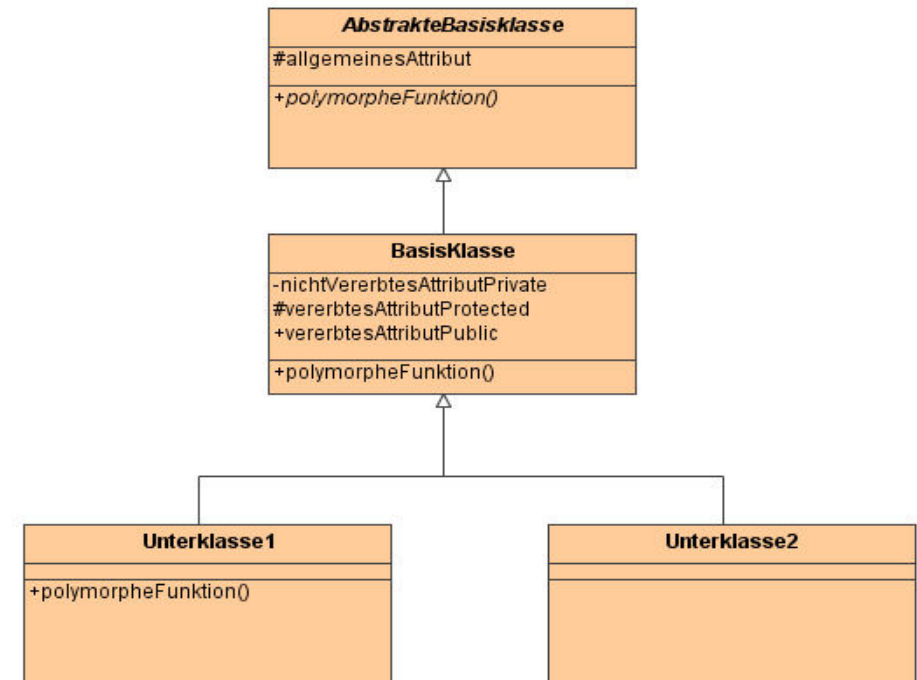 AbstrakteBasisklasse
#allgemeinesAttribut
+polymorpheFunktion()
BasisKlasse
-nichtVererbtesAttributPrivate
#vererbtesAttributProtected
+vererbtesAttributPublic
+polymorpheFunktion()
Unterklasse1
+polymorpheFunktion()
Unterklasse2